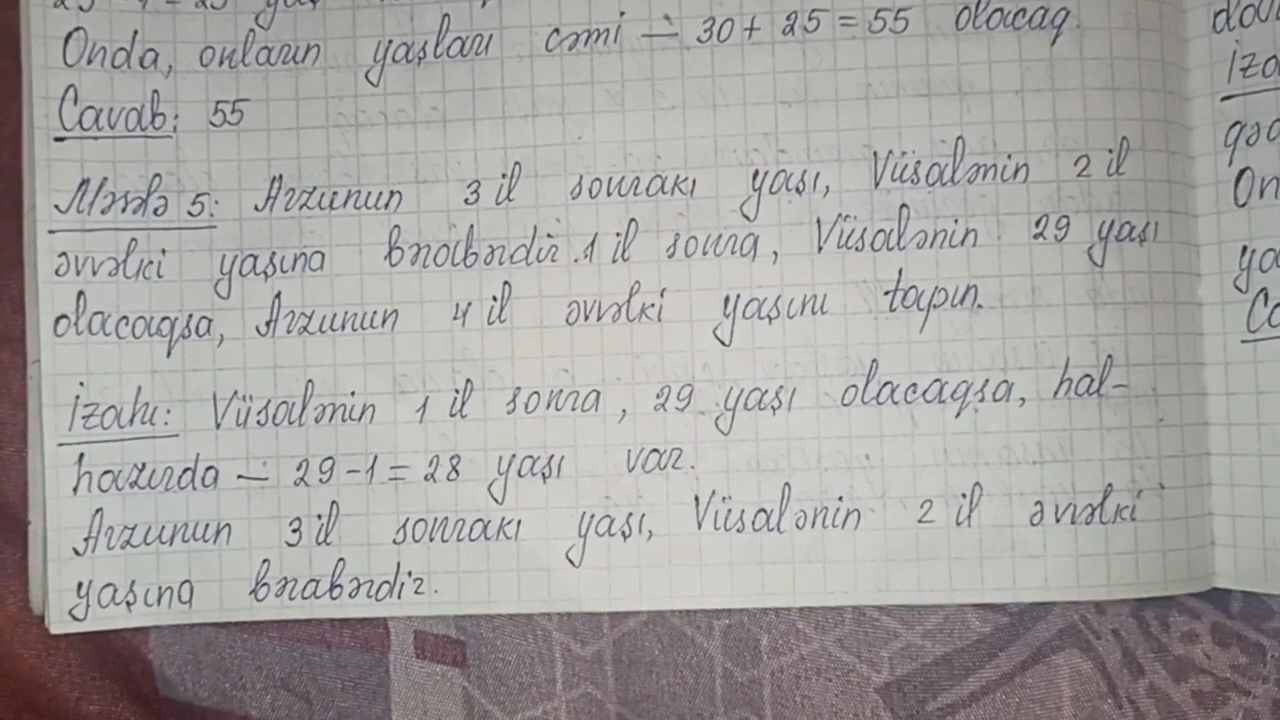 Onda, onların yaşları cəmi — 30 + 25 = 55 olacaq
Cavab: 55
Məsələ 5: Arzunun 3 il sonrakı yaşı, Vüsalənin 2 il
əvvəlki yaşına bərabərdir. 1 il sonra, Vüsalənin 29 yaşı
olacaqsa, Arzunun 4 il əvvəlki yaşını tapın.
İzahı: Vüsalənin 1 il sonra, 29 yaşı olacaqsa, hal-
hazırda — 29 - 1 = 28 yaşı var.
Arzunun 3 il sonrakı yaşı, Vüsalənin 2 il əvvəlki
yaşına bərabərdir.